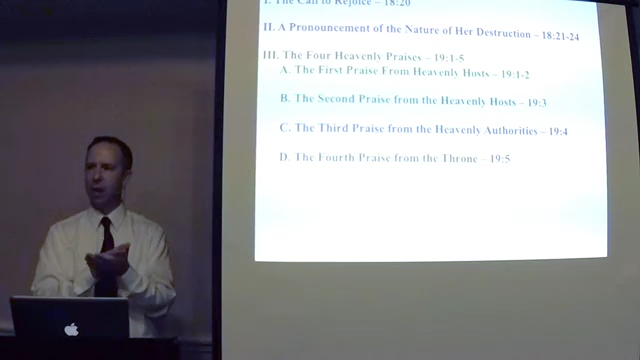 I. The Call to Rejoice – 18:20
II. A Pronouncement of the Nature of Her Destruction – 18:21-24
III. The Four Heavenly Praises – 19:1-5
A. The First Praise From Heavenly Hosts – 19:1-2
B. The Second Praise from the Heavenly Hosts – 19:3
C. The Third Praise from the Heavenly Authorities – 19:4
D. The Fourth Praise from the Throne – 19:5